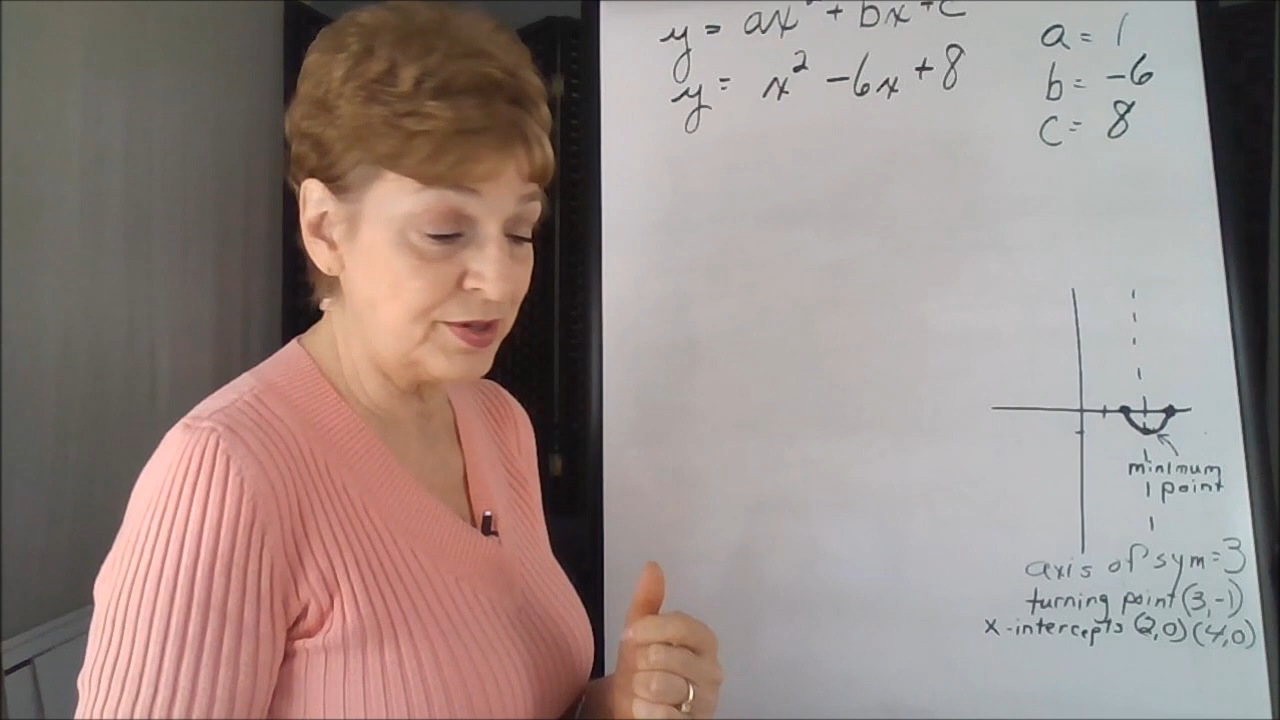 y = ax² + bx + c
y = x² - 6x + 8
a = 1
b = -6
c = 8
minimum
point
axis of sym = 3
turning point (3, -1)
x-intercepts (2,0) (4,0)